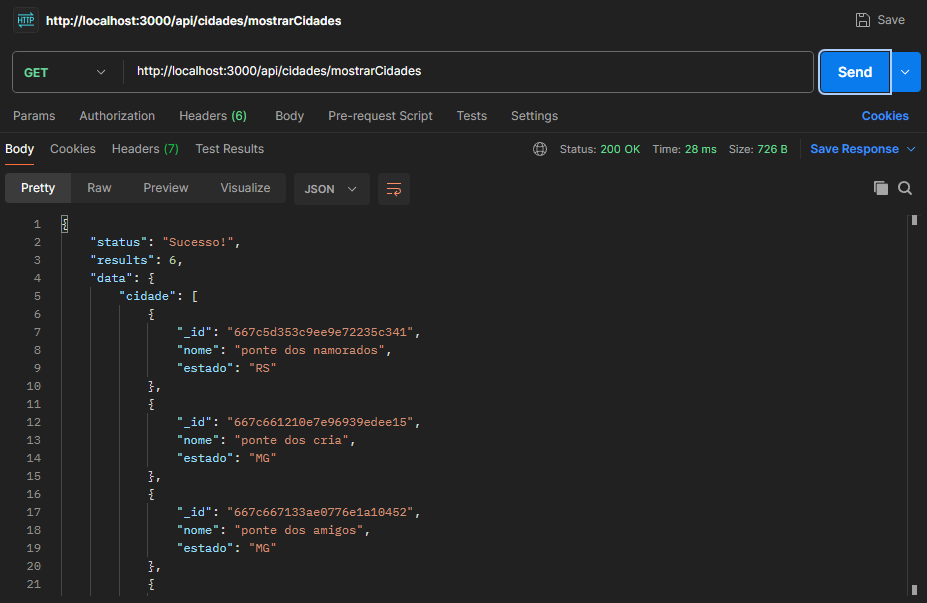 HTTP http://localhost:3000/api/cidades/mostrarCidades Save
GET http://localhost:3000/api/cidades/mostrarCidades Send
Params Authorization Headers (6) Body Pre-request Script Tests Settings Cookies
Body Cookies Headers (7) Test Results Status: 200 OK Time: 28 ms Size: 726 B Save Response
Pretty Raw Preview Visualize JSON
1 {
2 "status": "Sucesso!",
3 "results": 6,
4 "data": {
5 "cidade": [
6 {
7 "_id": "667c5d353c9ee9e72235c341",
8 "nome": "ponte dos namorados",
9 "estado": "RS"
10 },
11 {
12 "_id": "667c661210e7e96939edee15",
13 "nome": "ponte dos cria",
14 "estado": "MG"
15 },
16 {
17 "_id": "667c667133ae0776e1a10452",
18 "nome": "ponte dos amigos",
19 "estado": "MG"
20 },
21 {